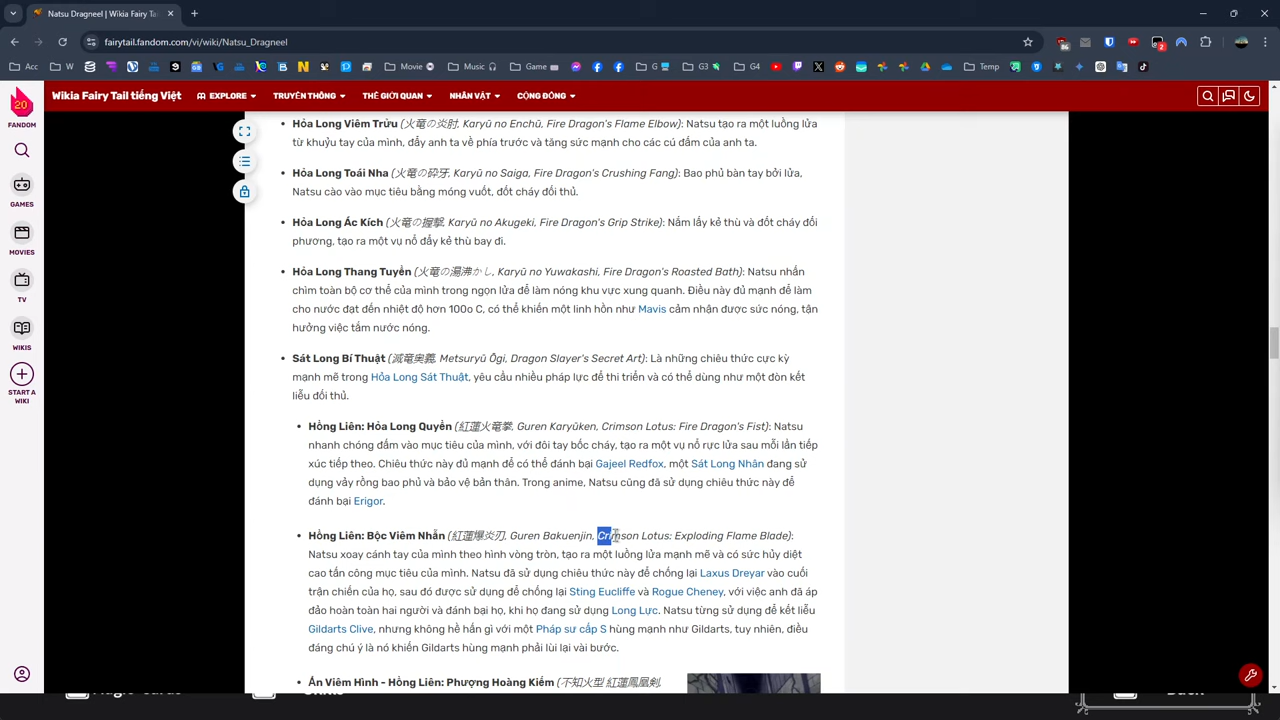 Natsu Dragneel | Wikia Fairy Ta
fairytail.fandom.com/vi/wiki/Natsu_Dragneel
Acc
W
Movie
Music
Game
G
G3
G4
Temp
20
FANDOM
GAMES
MOVIES
TV
WIKIS
START A
WIKI
Wikia Fairy Tail tiếng Việt
EXPLORE
TRUYỀN THÔNG
THẾ GIỚI QUAN
NHÂN VẬT
CỘNG ĐỒNG
Hỏa Long Viêm Trửu (火竜の炎肘, Karyū no Enchū, Fire Dragon's Flame Elbow): Natsu tạo ra một luồng lửa
từ khuỷu tay của mình, đẩy anh ta về phía trước và tăng sức mạnh cho các cú đấm của anh ta.
Hỏa Long Toái Nha (火竜の砕牙, Karyū no Saiga, Fire Dragon's Crushing Fang): Bao phủ bàn tay bởi lửa,
Natsu cào vào mục tiêu bằng móng vuốt, đốt cháy đối thủ.
Hỏa Long Ác Kích (火竜の握撃, Karyū no Akugeki, Fire Dragon's Grip Strike): Nắm lấy kẻ thù và đốt cháy đối
phương, tạo ra một vụ nổ đẩy kẻ thù bay đi.
Hỏa Long Thang Tuyền (火竜の湯沸かし, Karyū no Yuwakashi, Fire Dragon's Roasted Bath): Natsu nhấn
chìm toàn bộ cơ thể của mình trong ngọn lửa để làm nóng khu vực xung quanh. Điều này đủ mạnh để làm
cho nước đạt đến nhiệt độ hơn 100o C, có thể khiến một linh hồn như Mavis cảm nhận được sức nóng, tận
hưởng việc tắm nước nóng.
Sát Long Bí Thuật (滅竜奥義, Metsuryū Ōgi, Dragon Slayer's Secret Art): Là những chiêu thức cực kỳ
mạnh mẽ trong Hỏa Long Sát Thuật, yêu cầu nhiều pháp lực để thi triển và có thể dùng như một đòn kết
liễu đối thủ.
Hồng Liên: Hỏa Long Quyền (紅蓮火竜拳, Guren Karyūken, Crimson Lotus: Fire Dragon's Fist): Natsu
nhanh chóng đấm vào mục tiêu của mình, với đôi tay bốc cháy, tạo ra một vụ nổ rực lửa sau mỗi lần tiếp
xúc tiếp theo. Chiêu thức này đủ mạnh để có thể đánh bại Gajeel Redfox, một Sát Long Nhân đang sử
dụng vảy rồng bao phủ và bảo vệ bản thân. Trong anime, Natsu cũng đã sử dụng chiêu thức này để
đánh bại Erigor.
Hồng Liên: Bộc Viêm Nhẫn (紅蓮爆炎刃, Guren Bakuenjin, Crimson Lotus: Exploding Flame Blade):
Natsu xoay cánh tay của mình theo hình vòng tròn, tạo ra một luồng lửa mạnh mẽ và có sức hủy diệt
cao tấn công mục tiêu của mình. Natsu đã sử dụng chiêu thức này để chống lại Laxus Dreyar vào cuối
trận chiến của họ, sau đó được sử dụng để chống lại Sting Eucliffe và Rogue Cheney, với việc anh đã áp
đảo hoàn toàn hai người và đánh bại họ, khi họ đang sử dụng Long Lực. Natsu từng sử dụng để kết liễu
Gildarts Clive, nhưng không hề hấn gì với một Pháp sư cấp S hùng mạnh như Gildarts, tuy nhiên, điều
đáng chú ý là nó khiến Gildarts hùng mạnh phải lùi lại vài bước.
Ẩn Viêm Hình - Hồng Liên: Phượng Hoàng Kiếm (不知火型 紅蓮鳳凰剣,